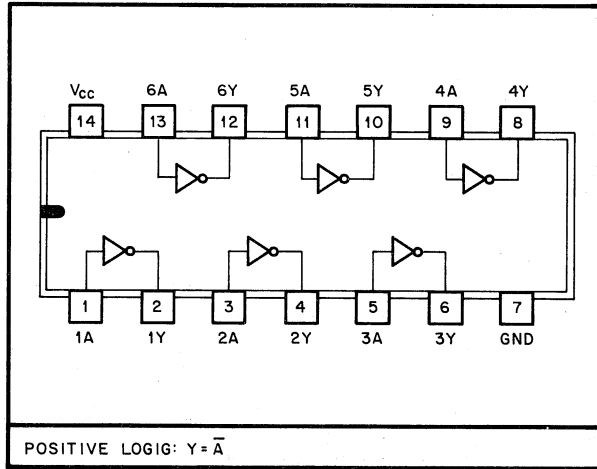 Vcc 6A 6Y 5A 5Y 4A 4Y
14 13 12 11 10 9 8
1 2 3 4 5 6 7
1A 1Y 2A 2Y 3A 3Y GND
POSITIVE LOGIG: Y = A̅